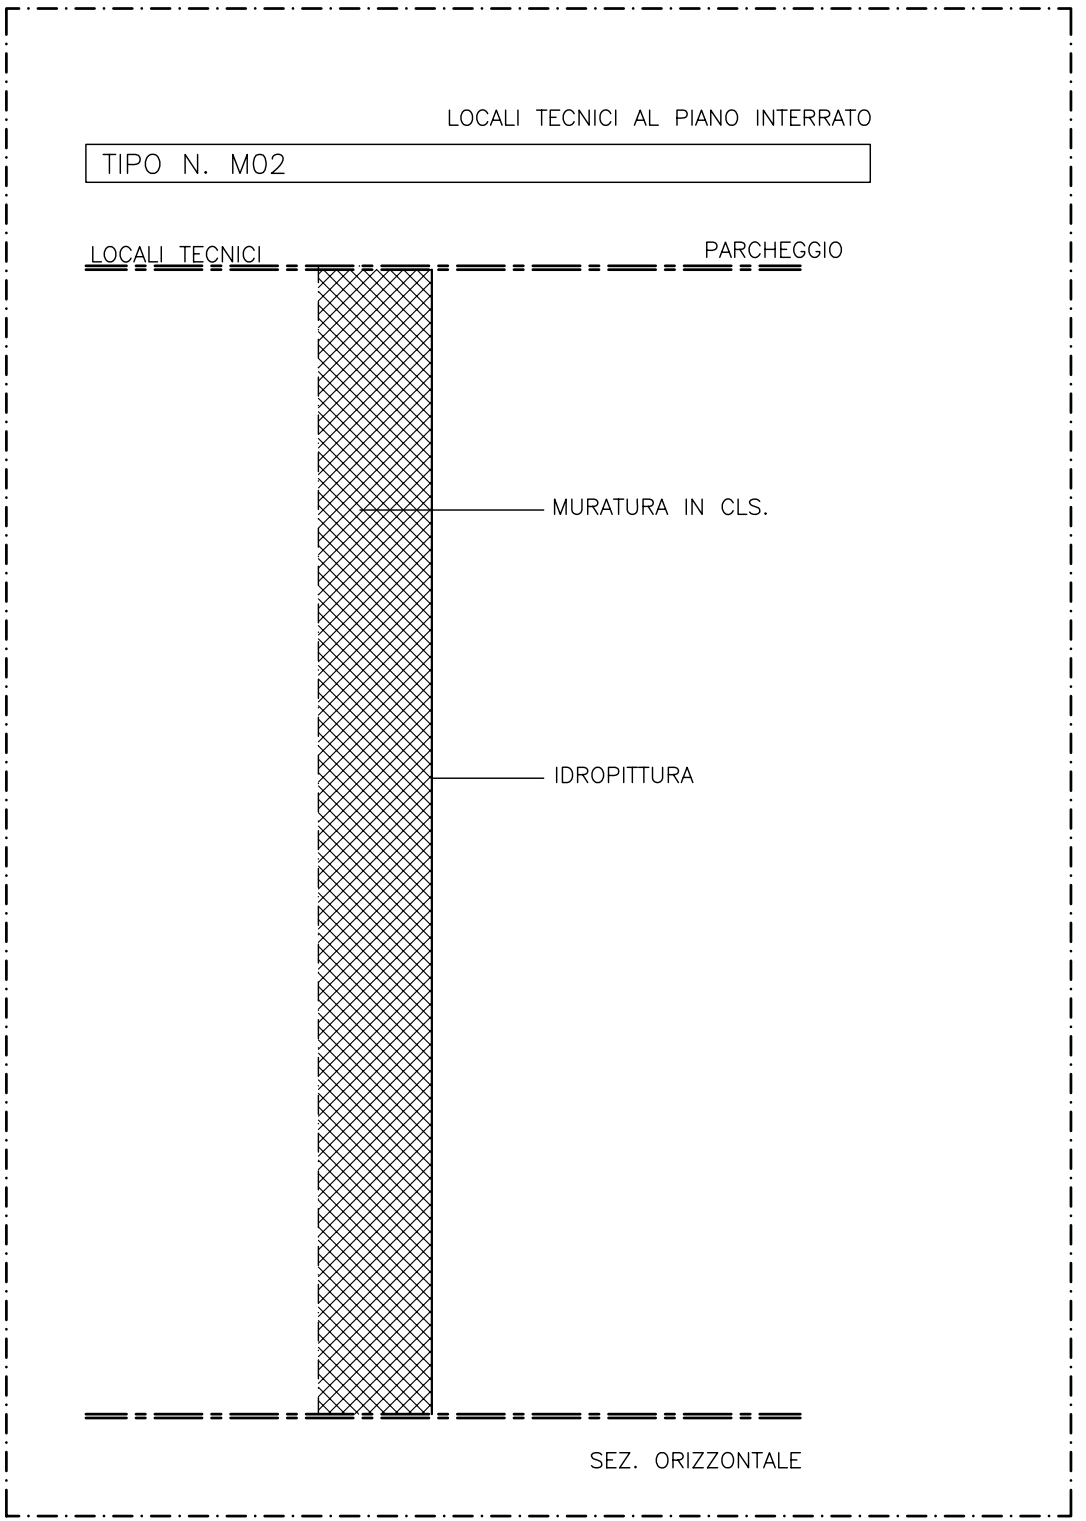 LOCALI TECNICI AL PIANO INTERRATO
TIPO N. M02
LOCALI TECNICI
PARCHEGGIO
MURATURA IN CLS.
IDROPITTURA
SEZ. ORIZZONTALE